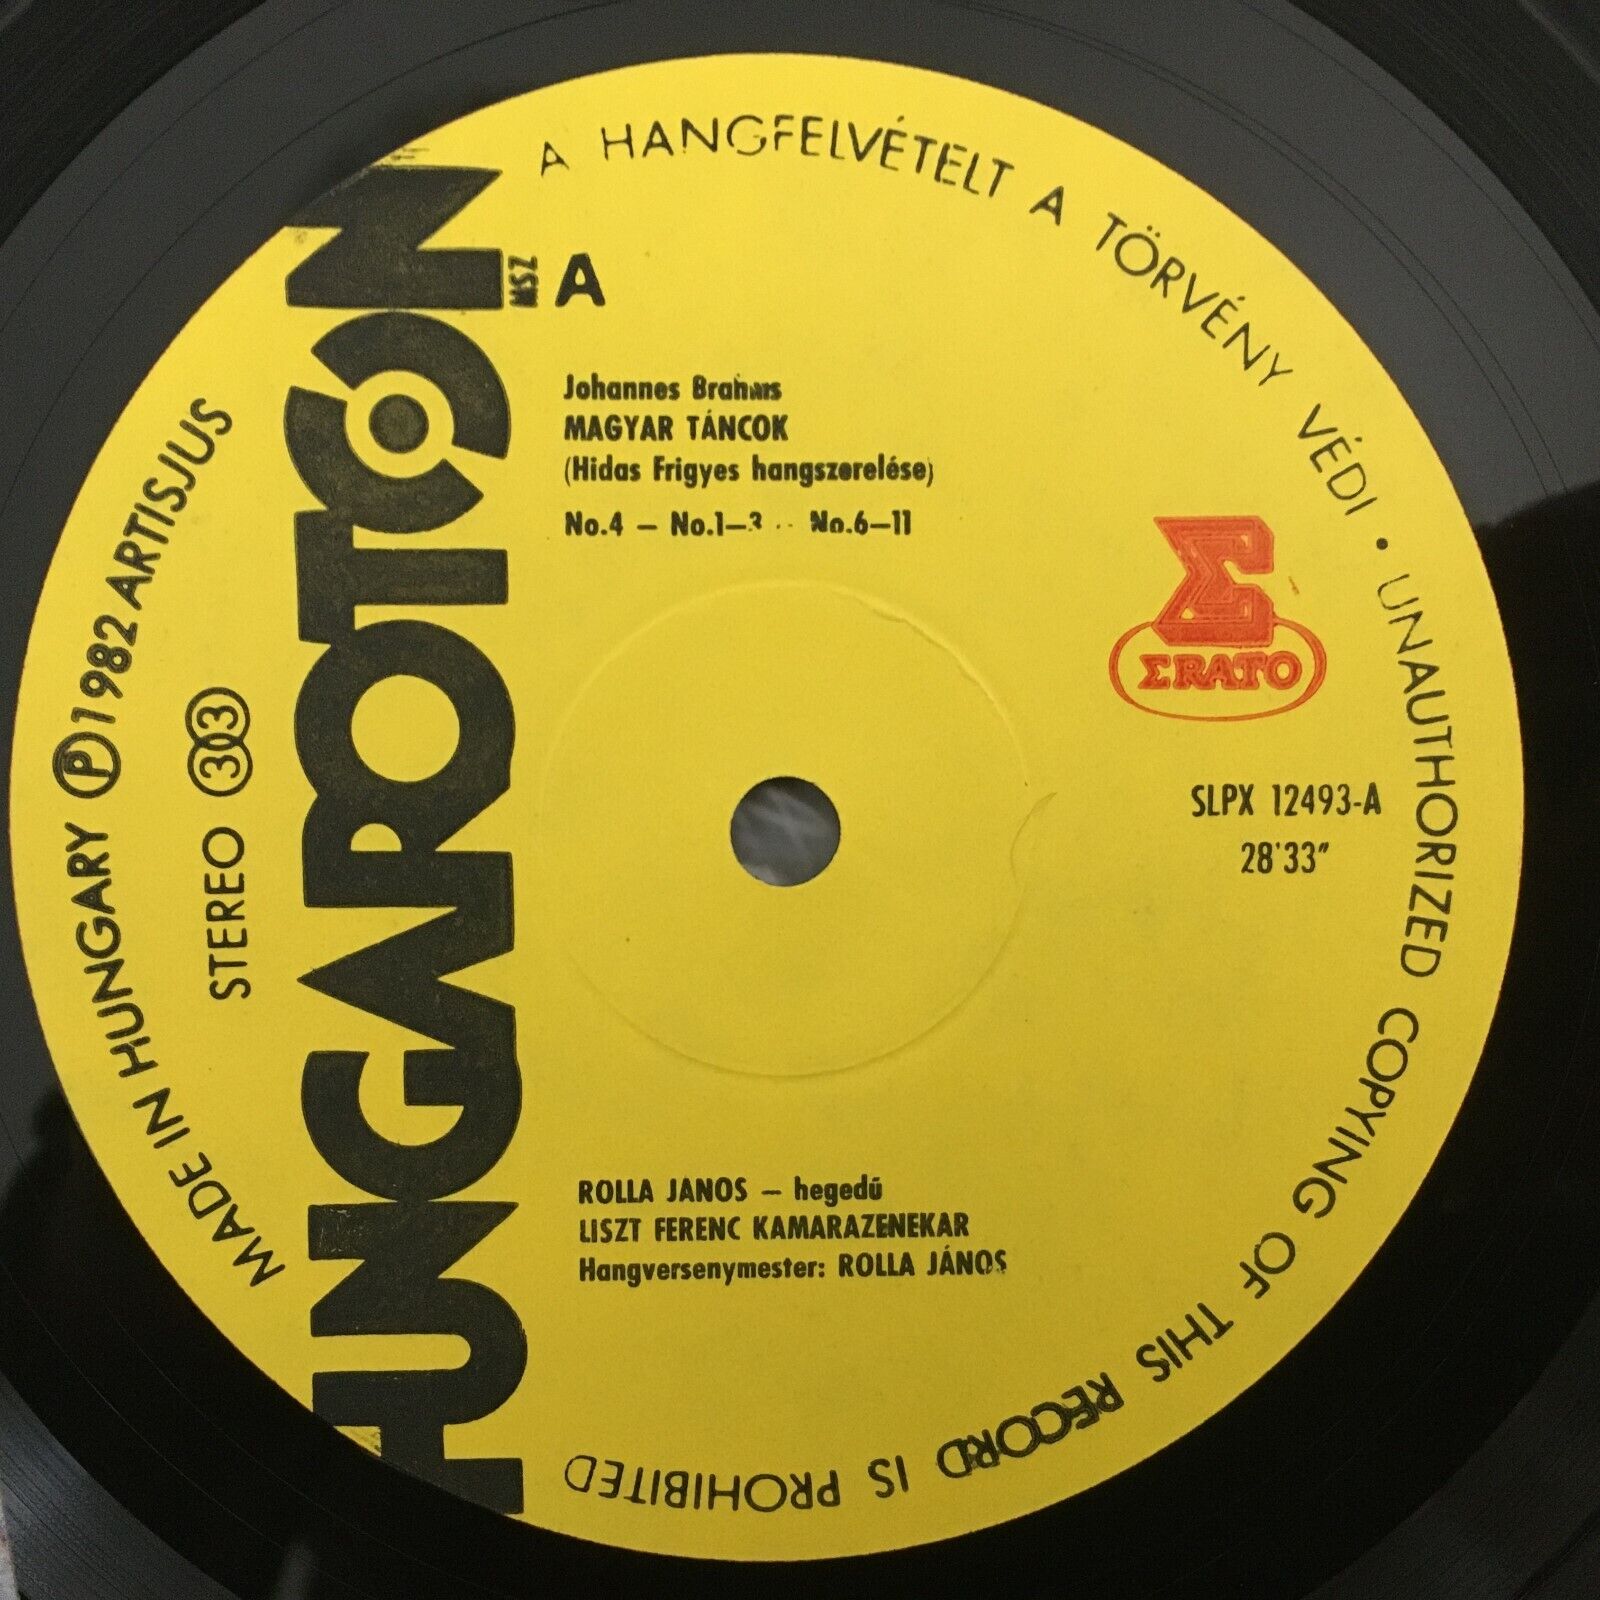 A HANGFELVÉTELT A TÖRVÉNY VÉDI • UNAUTHORIZED COPYING OF THIS RECORD IS PROHIBITED
MADE IN HUNGARY Ⓟ 1982 ARTISJUS
STEREO 33
HUNGAROTON
MSZ
A
Johannes Brahms
MAGYAR TÁNCOK
(Hidas Frigyes hangszerelése)
No.4 – No.1–3 – No.6–11
ΣRATO
SLPX 12493-A
28'33"
ROLLA JÁNOS – hegedű
LISZT FERENC KAMARAZENEKAR
Hangversenymester: ROLLA JÁNOS